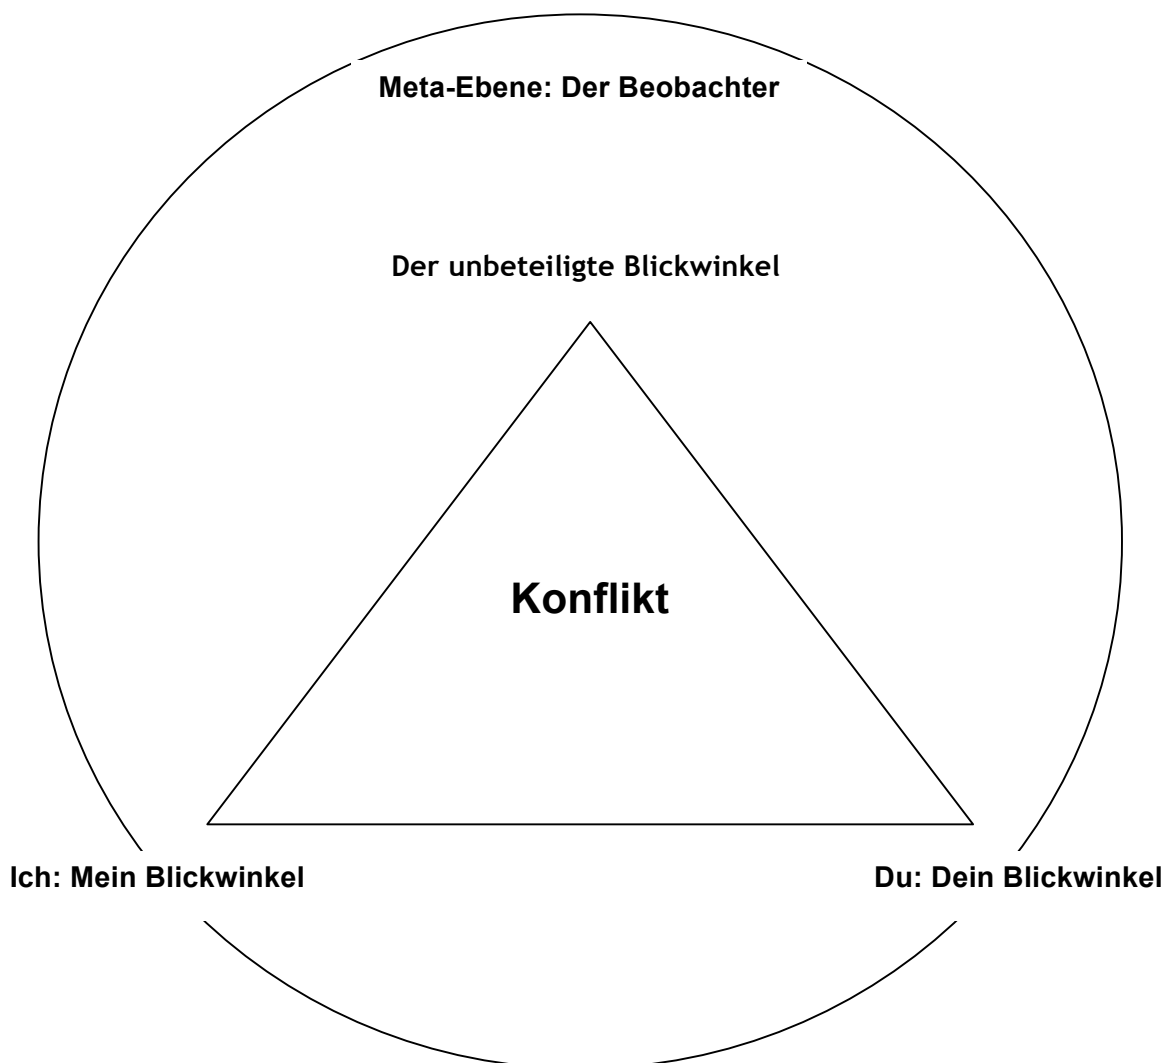 Meta-Ebene: Der Beobachter
Der unbeteiligte Blickwinkel
Konflikt
Ich: Mein Blickwinkel
Du: Dein Blickwinkel